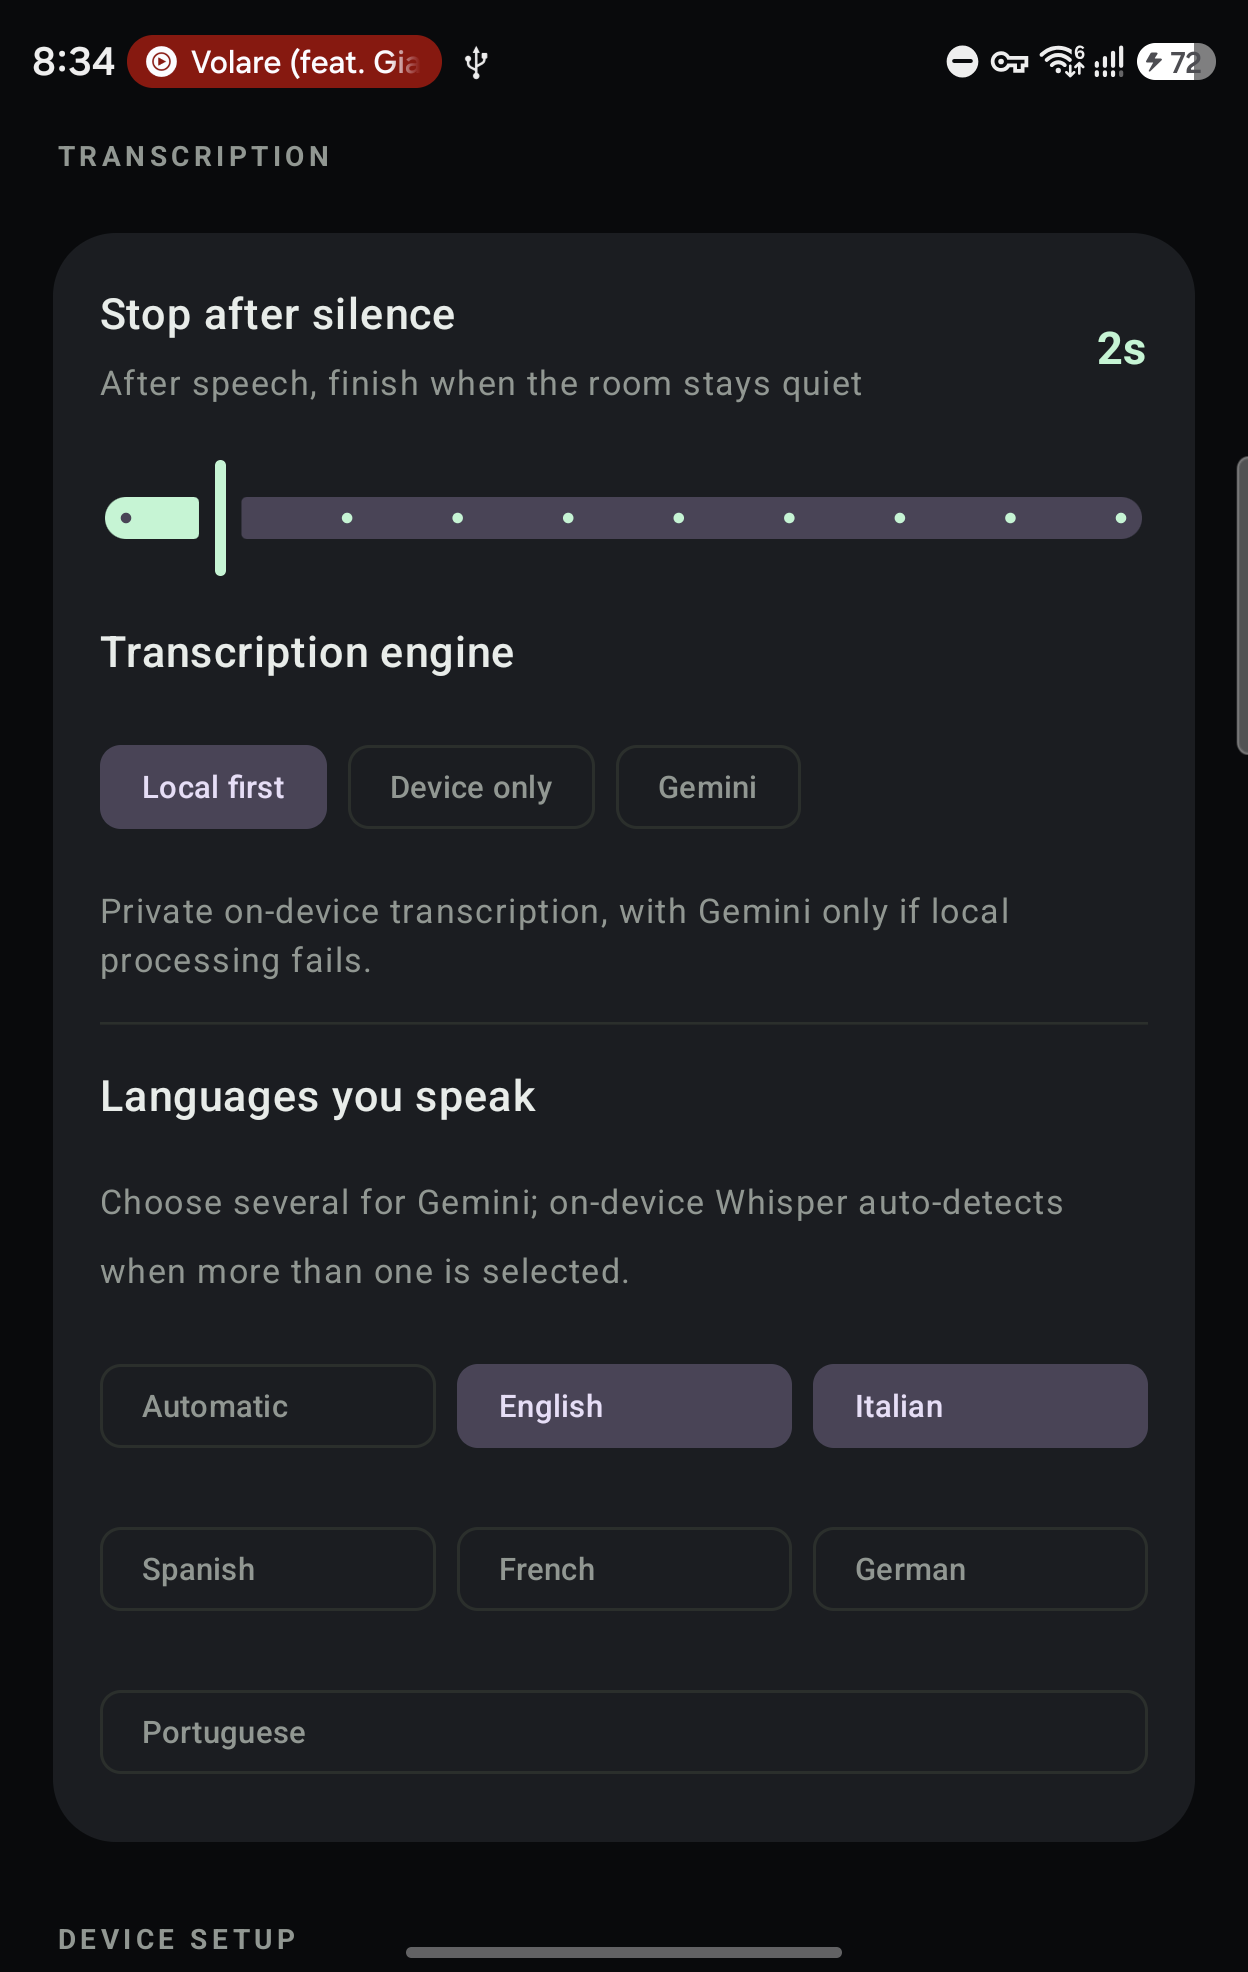 8:34 Volare (feat. Gia 6 72
TRANSCRIPTION
Stop after silence
2s
After speech, finish when the room stays quiet
Transcription engine
Local first Device only Gemini
Private on-device transcription, with Gemini only if local
processing fails.
Languages you speak
Choose several for Gemini; on-device Whisper auto-detects
when more than one is selected.
Automatic English Italian
Spanish French German
Portuguese
DEVICE SETUP